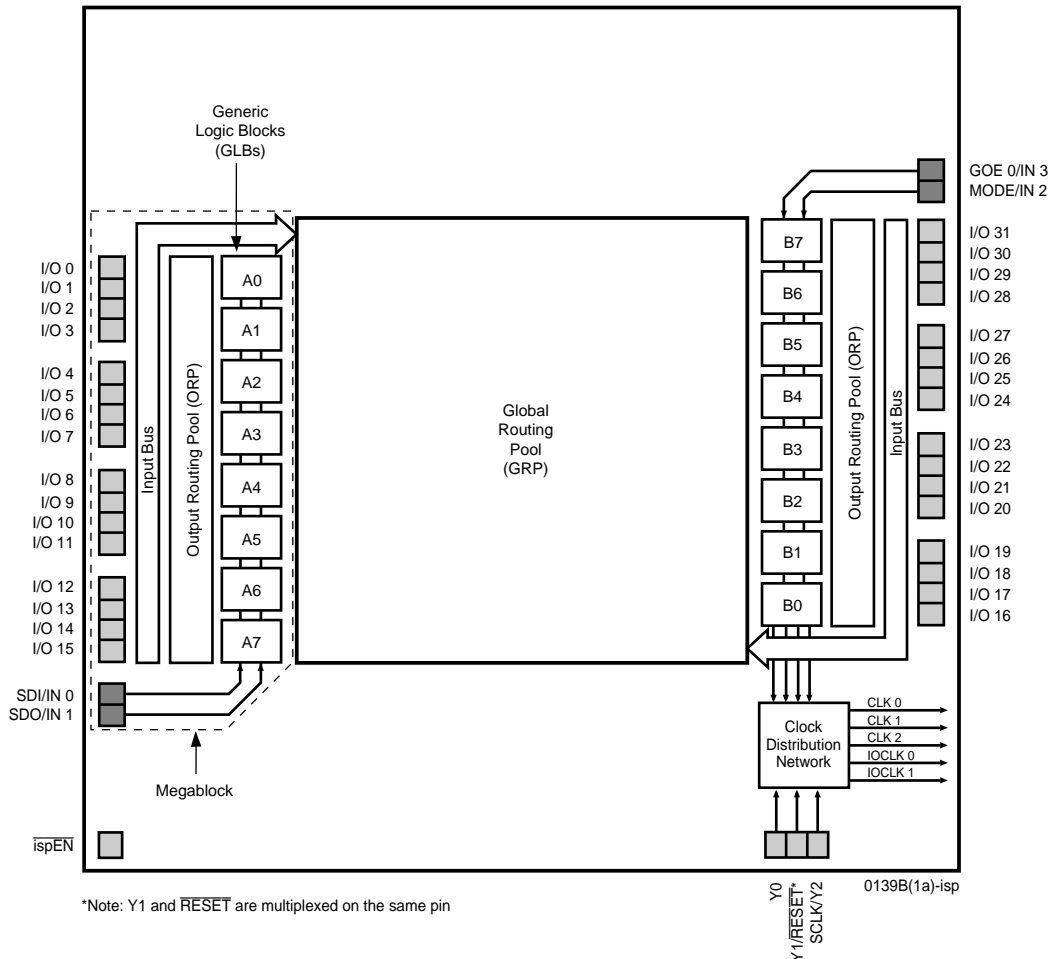 Generic
Logic Blocks
(GLBs)
GOE 0/IN 3
MODE/IN 2
I/O 0
I/O 1
I/O 2
I/O 3
I/O 4
I/O 5
I/O 6
I/O 7
I/O 8
I/O 9
I/O 10
I/O 11
I/O 12
I/O 13
I/O 14
I/O 15
SDI/IN 0
SDO/IN 1
Input Bus
Output Routing Pool (ORP)
A0
A1
A2
A3
A4
A5
A6
A7
Megablock
Global
Routing
Pool
(GRP)
B7
B6
B5
B4
B3
B2
B1
B0
Output Routing Pool (ORP)
Input Bus
I/O 31
I/O 30
I/O 29
I/O 28
I/O 27
I/O 26
I/O 25
I/O 24
I/O 23
I/O 22
I/O 21
I/O 20
I/O 19
I/O 18
I/O 17
I/O 16
Clock
Distribution
Network
CLK 0
CLK 1
CLK 2
IOCLK 0
IOCLK 1
ispEN
Y0
Y1/RESET*
SCLK/Y2
0139B(1a)-isp
*Note: Y1 and RESET are multiplexed on the same pin